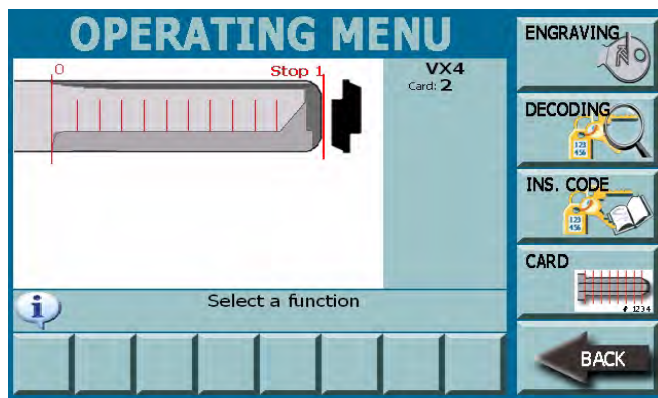 OPERATING MENU
0
Stop 1
VX4
Card: 2
Select a function
ENGRAVING
DECODING
123
456
INS. CODE
123
456
CARD
# 1234
BACK